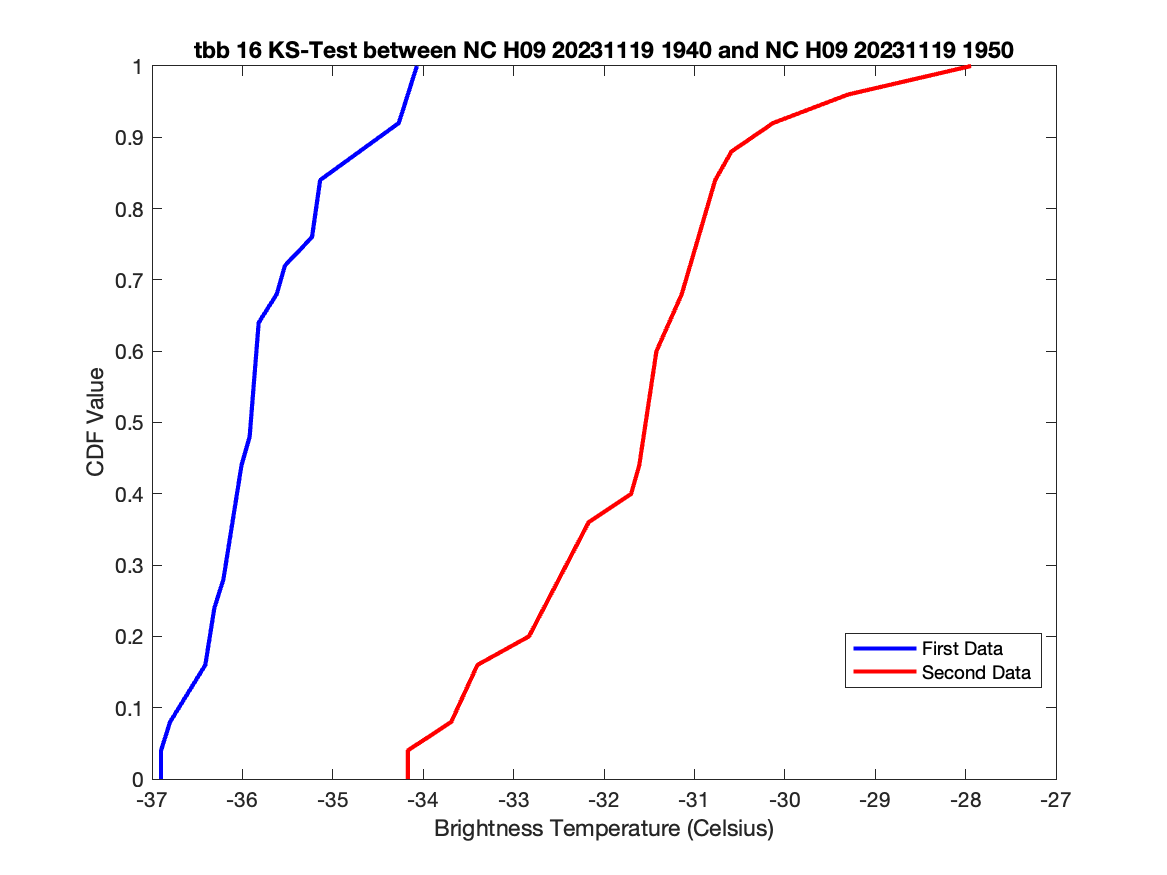 tbb 16 KS-Test between NC H09 20231119 1940 and NC H09 20231119 1950
1
0.9
0.8
0.7
0.6
0.5
0.4
0.3
0.2
0.1
0
CDF Value
-37 -36 -35 -34 -33 -32 -31 -30 -29 -28 -27
Brightness Temperature (Celsius)
First Data
Second Data